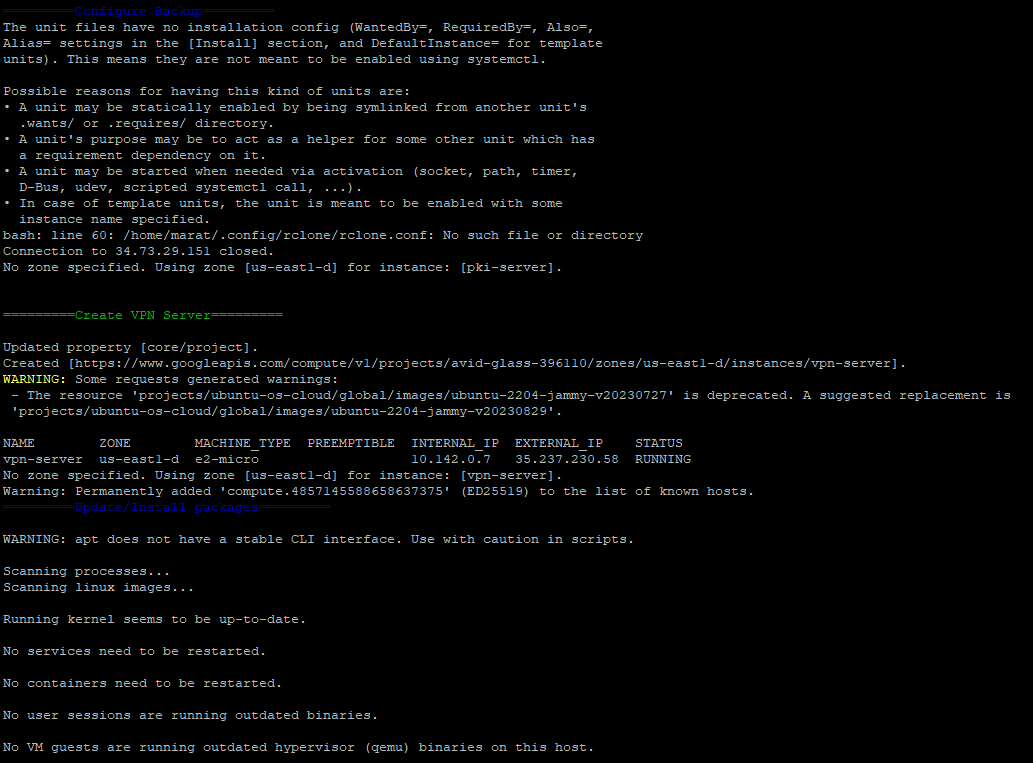 =========Configure Backup=========
The unit files have no installation config (WantedBy=, RequiredBy=, Also=,
Alias= settings in the [Install] section, and DefaultInstance= for template
units). This means they are not meant to be enabled using systemctl.
Possible reasons for having this kind of units are:
• A unit may be statically enabled by being symlinked from another unit's
.wants/ or .requires/ directory.
• A unit's purpose may be to act as a helper for some other unit which has
a requirement dependency on it.
• A unit may be started when needed via activation (socket, path, timer,
D-Bus, udev, scripted systemctl call, ...).
• In case of template units, the unit is meant to be enabled with some
instance name specified.
bash: line 60: /home/marat/.config/rclone/rclone.conf: No such file or directory
Connection to 34.73.29.151 closed.
No zone specified. Using zone [us-east1-d] for instance: [pki-server].
=========Create VPN Server=========
Updated property [core/project].
Created [https://www.googleapis.com/compute/v1/projects/avid-glass-396110/zones/us-east1-d/instances/vpn-server].
WARNING: Some requests generated warnings:
- The resource 'projects/ubuntu-os-cloud/global/images/ubuntu-2204-jammy-v20230727' is deprecated. A suggested replacement is
'projects/ubuntu-os-cloud/global/images/ubuntu-2204-jammy-v20230829'.
NAME ZONE MACHINE_TYPE PREEMPTIBLE INTERNAL_IP EXTERNAL_IP STATUS
vpn-server us-east1-d e2-micro 10.142.0.7 35.237.230.58 RUNNING
No zone specified. Using zone [us-east1-d] for instance: [vpn-server].
Warning: Permanently added 'compute.4857145588658637375' (ED25519) to the list of known hosts.
=========Update/Install packages=========
WARNING: apt does not have a stable CLI interface. Use with caution in scripts.
Scanning processes...
Scanning linux images...
Running kernel seems to be up-to-date.
No services need to be restarted.
No containers need to be restarted.
No user sessions are running outdated binaries.
No VM guests are running outdated hypervisor (qemu) binaries on this host.